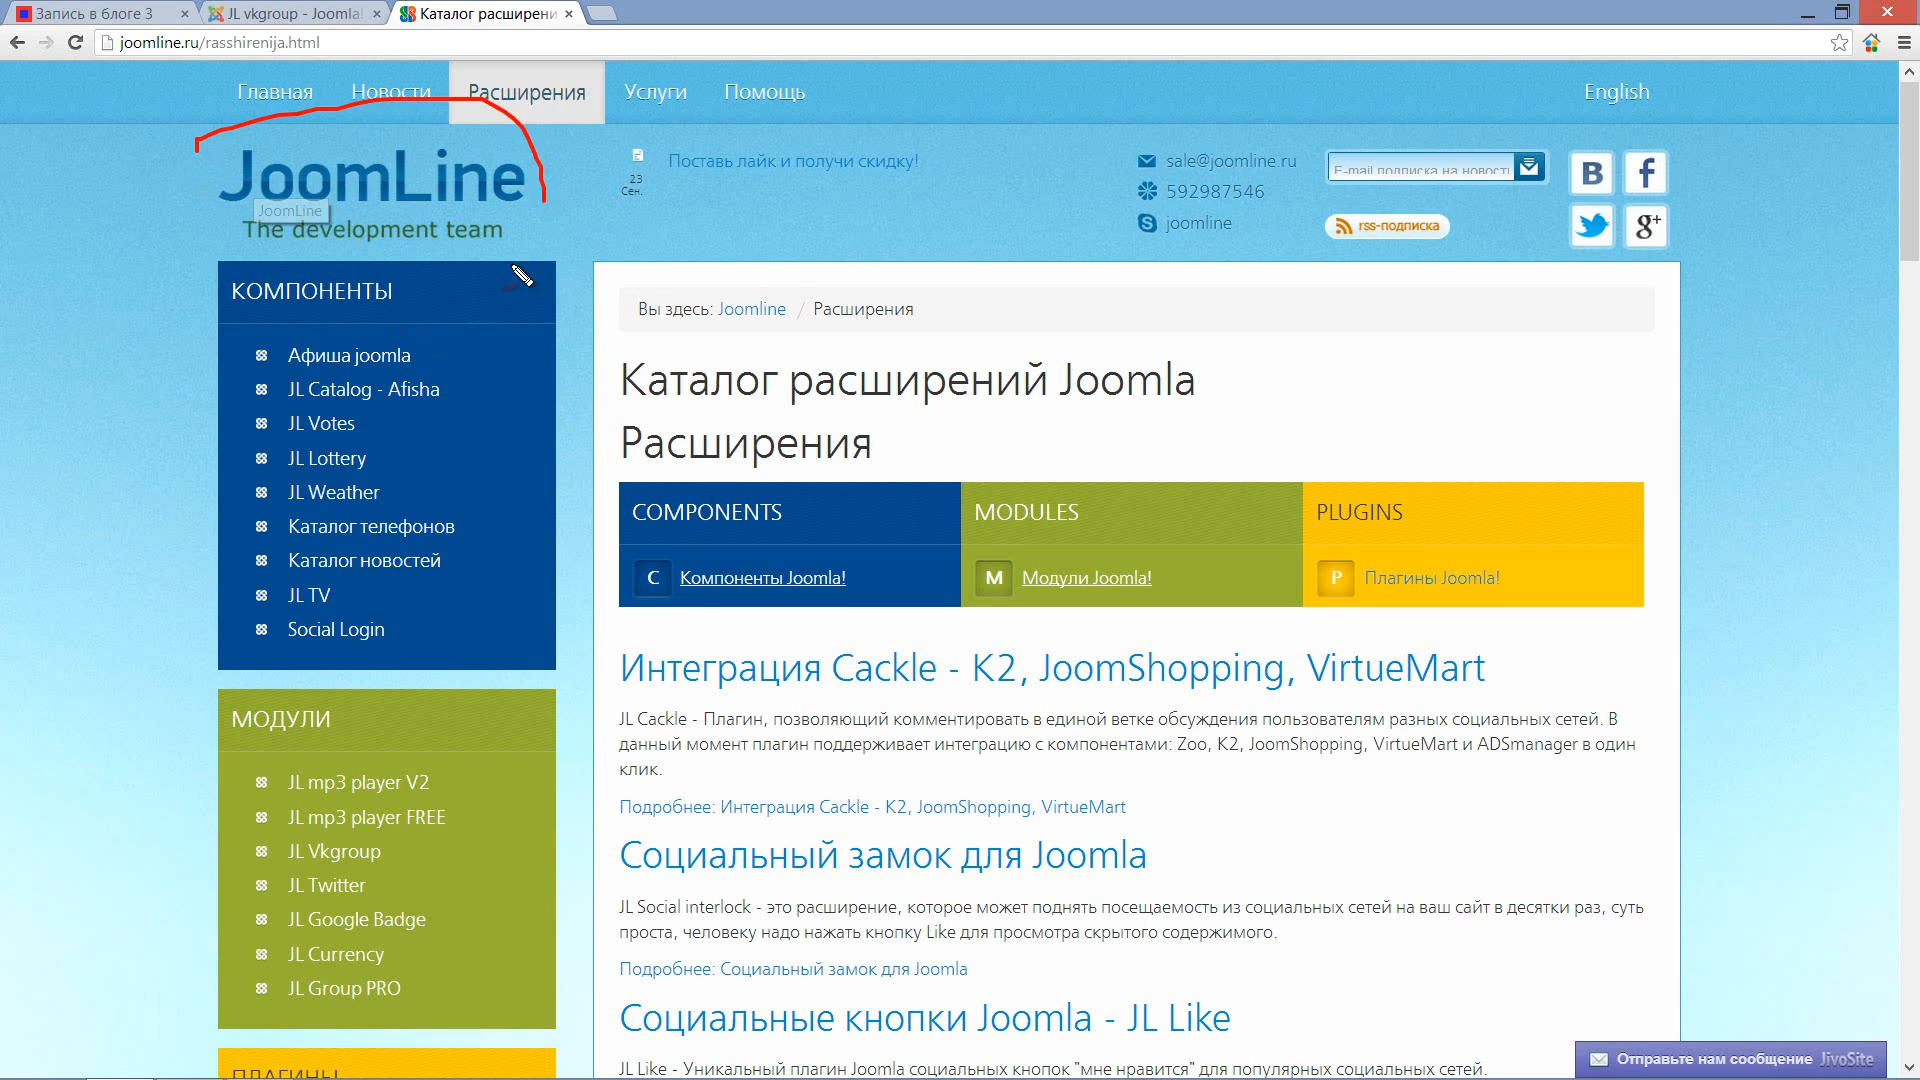 Запись в блоге 3
JL vkgroup - Joomla!
Каталог расширени
joomline.ru/rasshirenija.html
Главная
Новости
Расширения
Услуги
Помощь
English
JoomLine
JoomLine
The development team
23
Сен.
Поставь лайк и получи скидку!
sale@joomline.ru
592987546
joomline
E-mail подписка на новост
rss-подписка
B
f
g+
КОМПОНЕНТЫ
Афиша joomla
JL Catalog - Afisha
JL Votes
JL Lottery
JL Weather
Каталог телефонов
Каталог новостей
JL TV
Social Login
МОДУЛИ
JL mp3 player V2
JL mp3 player FREE
JL Vkgroup
JL Twitter
JL Google Badge
JL Currency
JL Group PRO
ПЛАГИНЫ
Вы здесь: Joomline / Расширения
Каталог расширений Joomla
Расширения
COMPONENTS
C Компоненты Joomla!
MODULES
M Модули Joomla!
PLUGINS
P Плагины Joomla!
Интеграция Cackle - K2, JoomShopping, VirtueMart
JL Cackle - Плагин, позволяющий комментировать в единой ветке обсуждения пользователям разных социальных сетей. В
данный момент плагин поддерживает интеграцию с компонентами: Zoo, K2, JoomShopping, VirtueMart и ADSmanager в один
клик.
Подробнее: Интеграция Cackle - K2, JoomShopping, VirtueMart
Социальный замок для Joomla
JL Social interlock - это расширение, которое может поднять посещаемость из социальных сетей на ваш сайт в десятки раз, суть
проста, человеку надо нажать кнопку Like для просмотра скрытого содержимого.
Подробнее: Социальный замок для Joomla
Социальные кнопки Joomla - JL Like
JL Like - Уникальный плагин Joomla социальных кнопок "мне нравится" для популярных социальных сетей.
Отправьте нам сообщение JivoSite